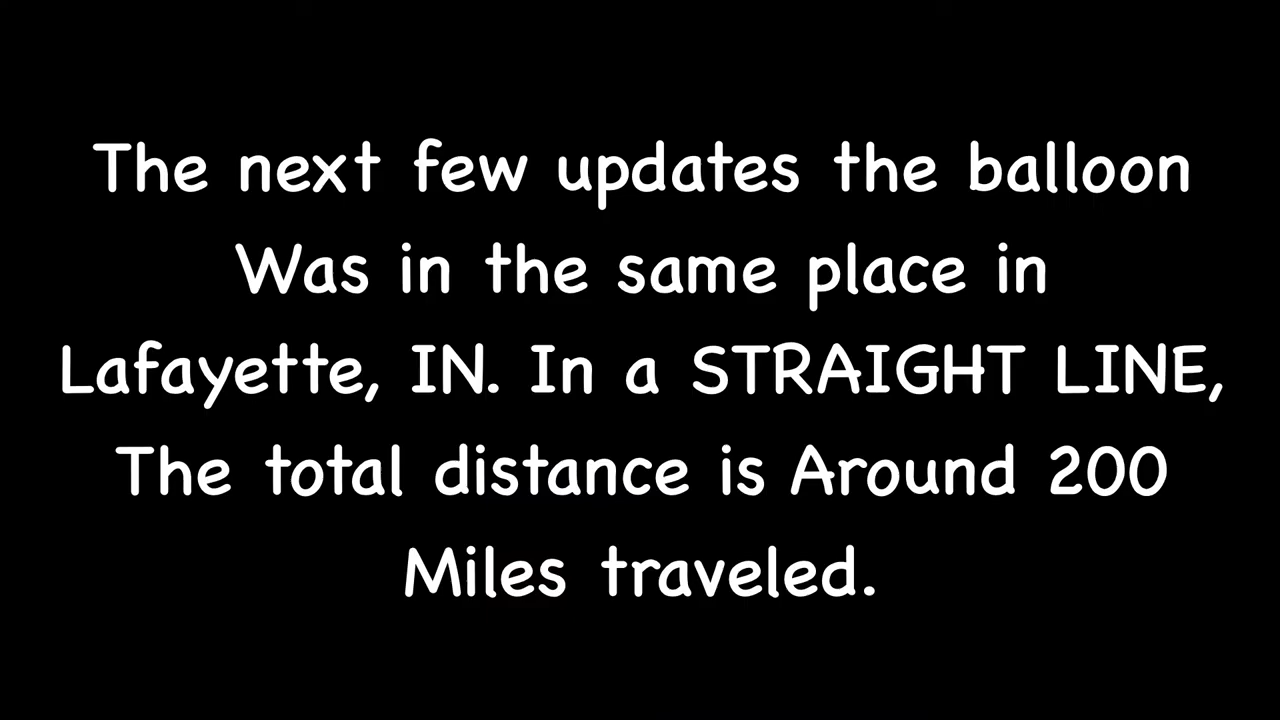 The next few updates the balloon
Was in the same place in
Lafayette, IN. In a STRAIGHT LINE,
The total distance is Around 200
Miles traveled.